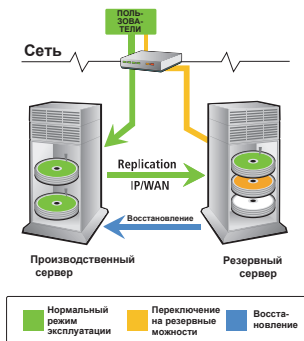 ПОЛЬ-
ЗОВА-
ТЕЛИ
Сеть
Replication
IP/WAN
Восстановление
Производственный
сервер
Резервный
сервер
Нормальный
режим
эксплуатации
Переключение
на резервные
можности
Восста-
новление